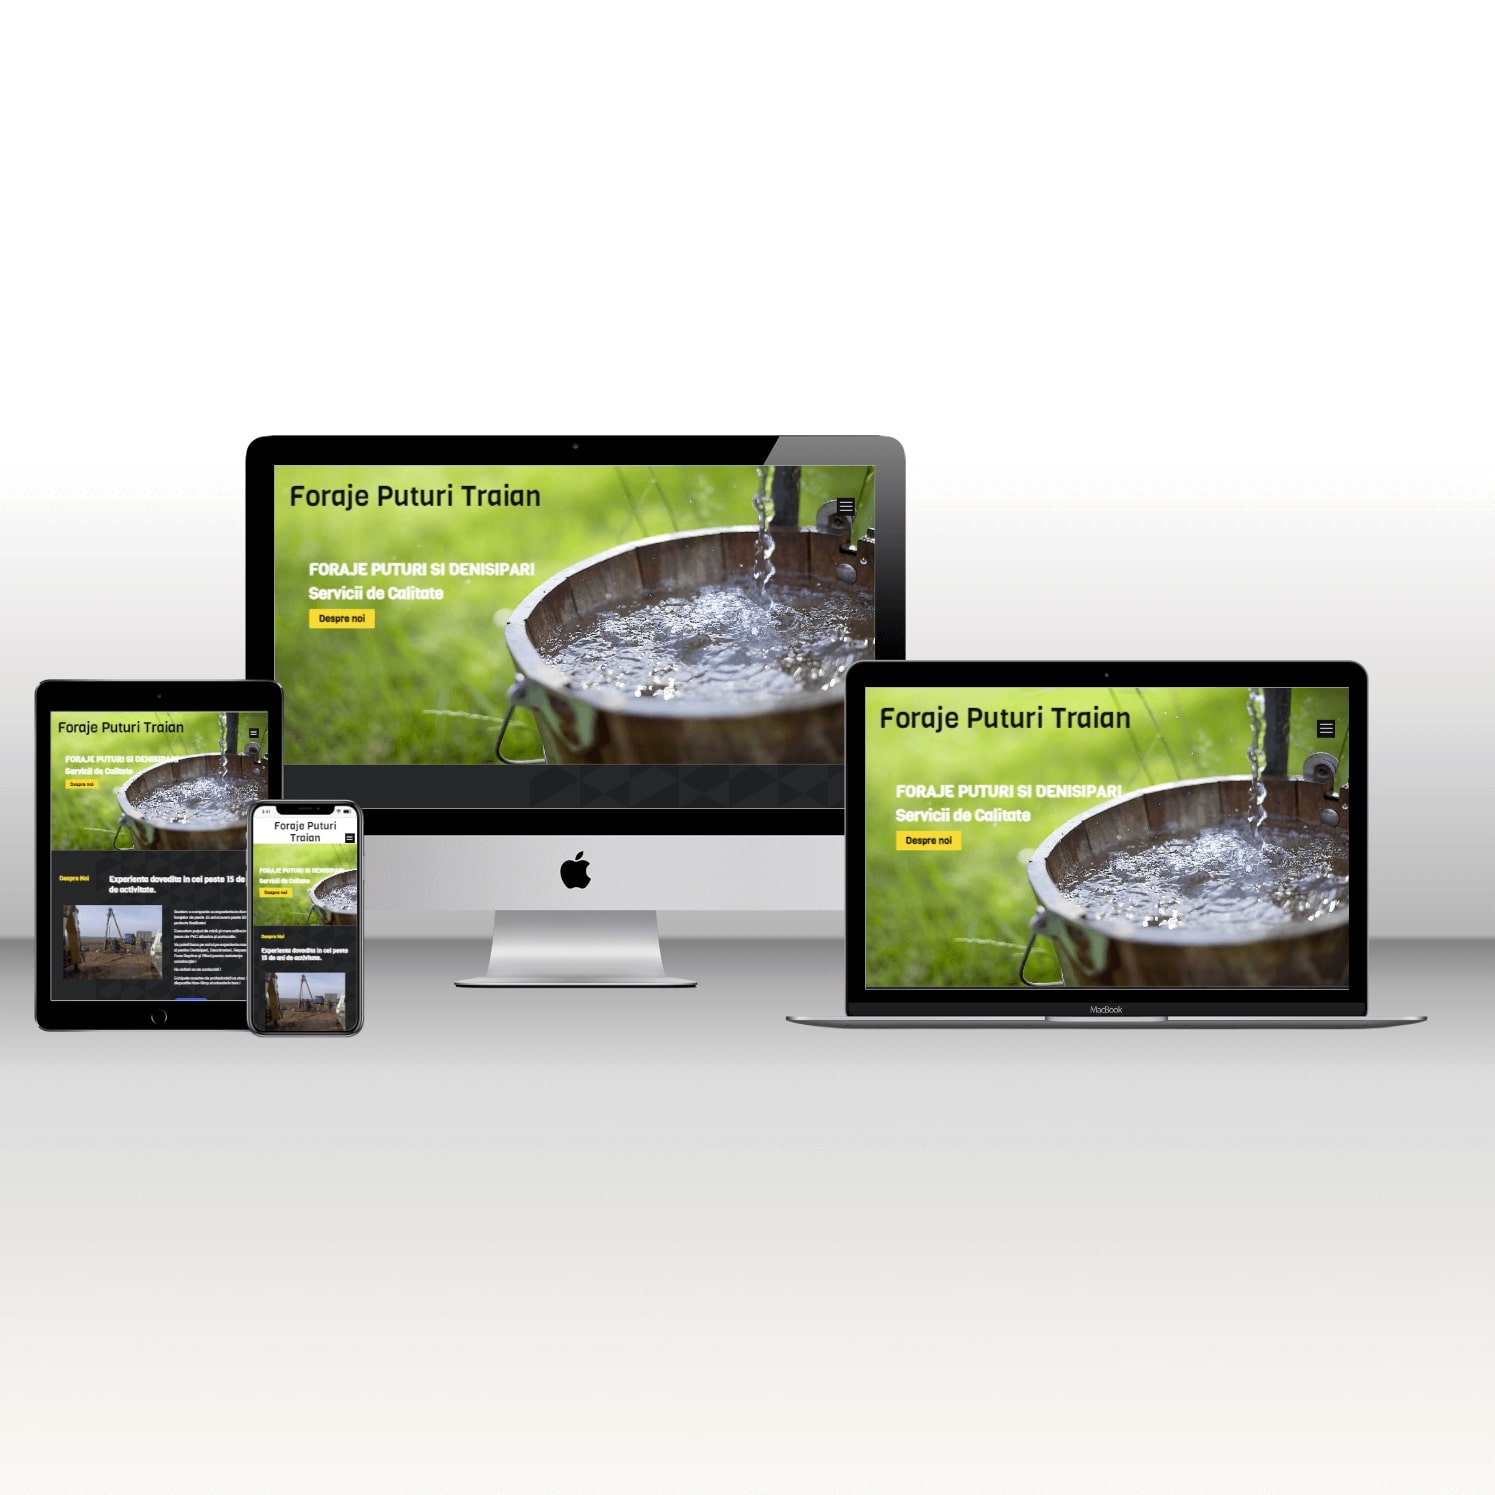 Foraje Puturi Traian
FORAJE PUTURI SI DENISIPARI
Servicii de Calitate
Despre noi
Foraje Puturi Traian
FORAJE PUTURI SI DENISIPARI
Servicii de Calitate
Despre noi
Despre Noi
Experienta dovedita in cei peste 15 de
de activitate.
Foraje Puturi
Traian
FORAJE PUTURI SI DENISIPARI
Servicii de Calitate
Despre noi
Despre Noi
Experienta dovedita in cei peste
15 de ani de activitate.
Foraje Puturi Traian
FORAJE PUTURI SI DENISIPARI
Servicii de Calitate
Despre noi
MacBook